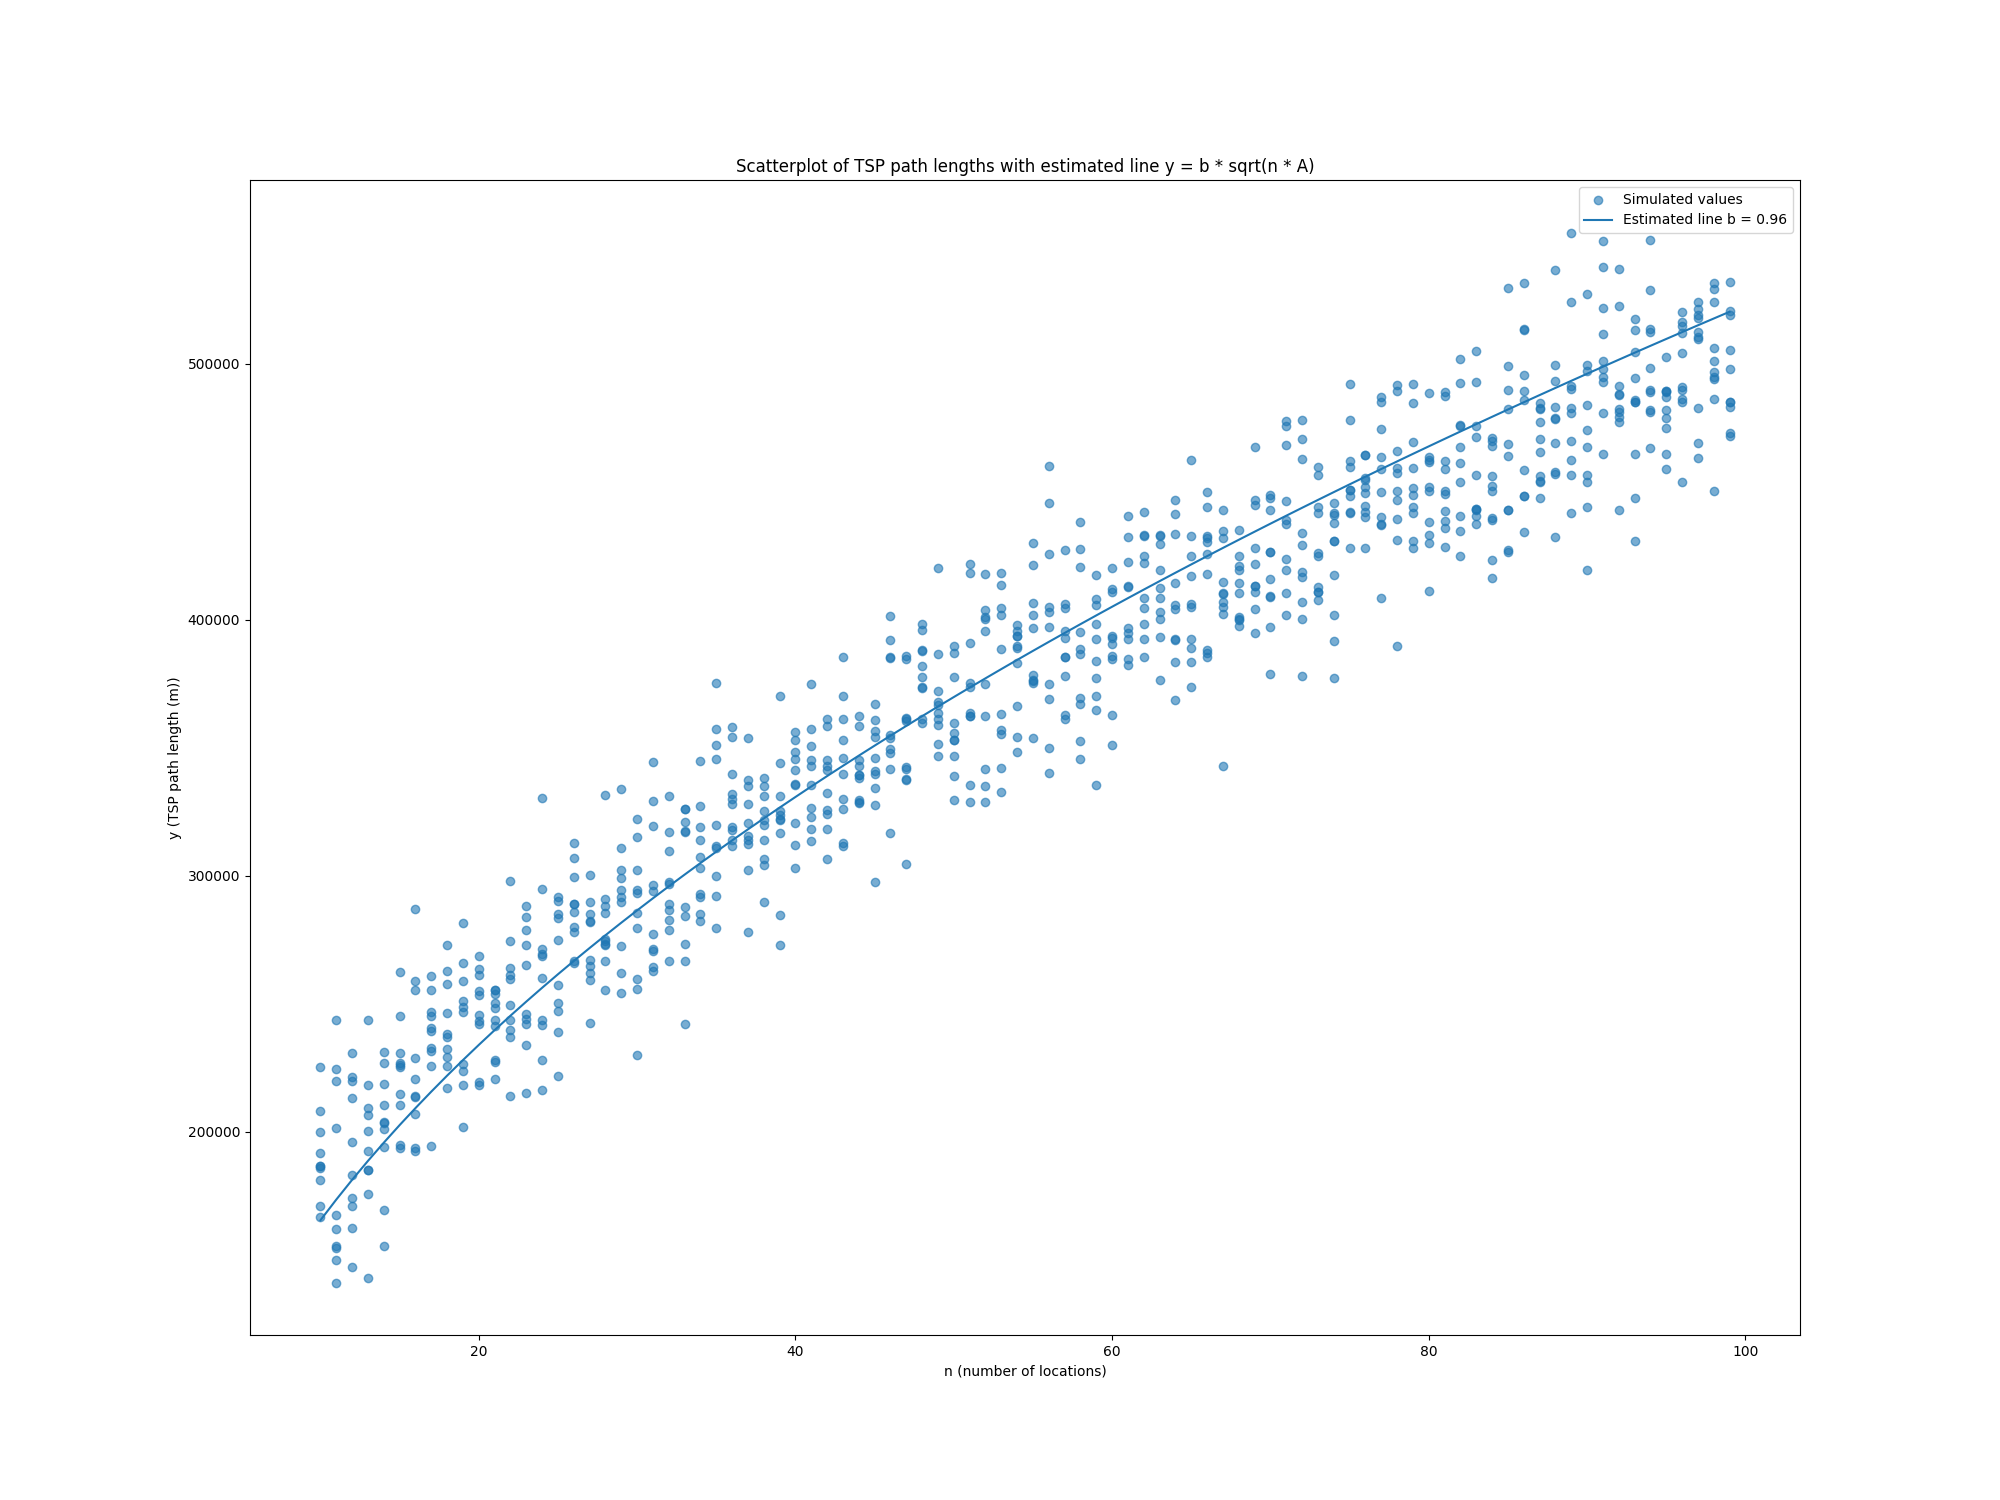 Scatterplot of TSP path lengths with estimated line y = b * sqrt(n * A)
Simulated values
Estimated line b = 0.96
y (TSP path length (m))
500000
400000
300000
200000
20
40
60
80
100
n (number of locations)